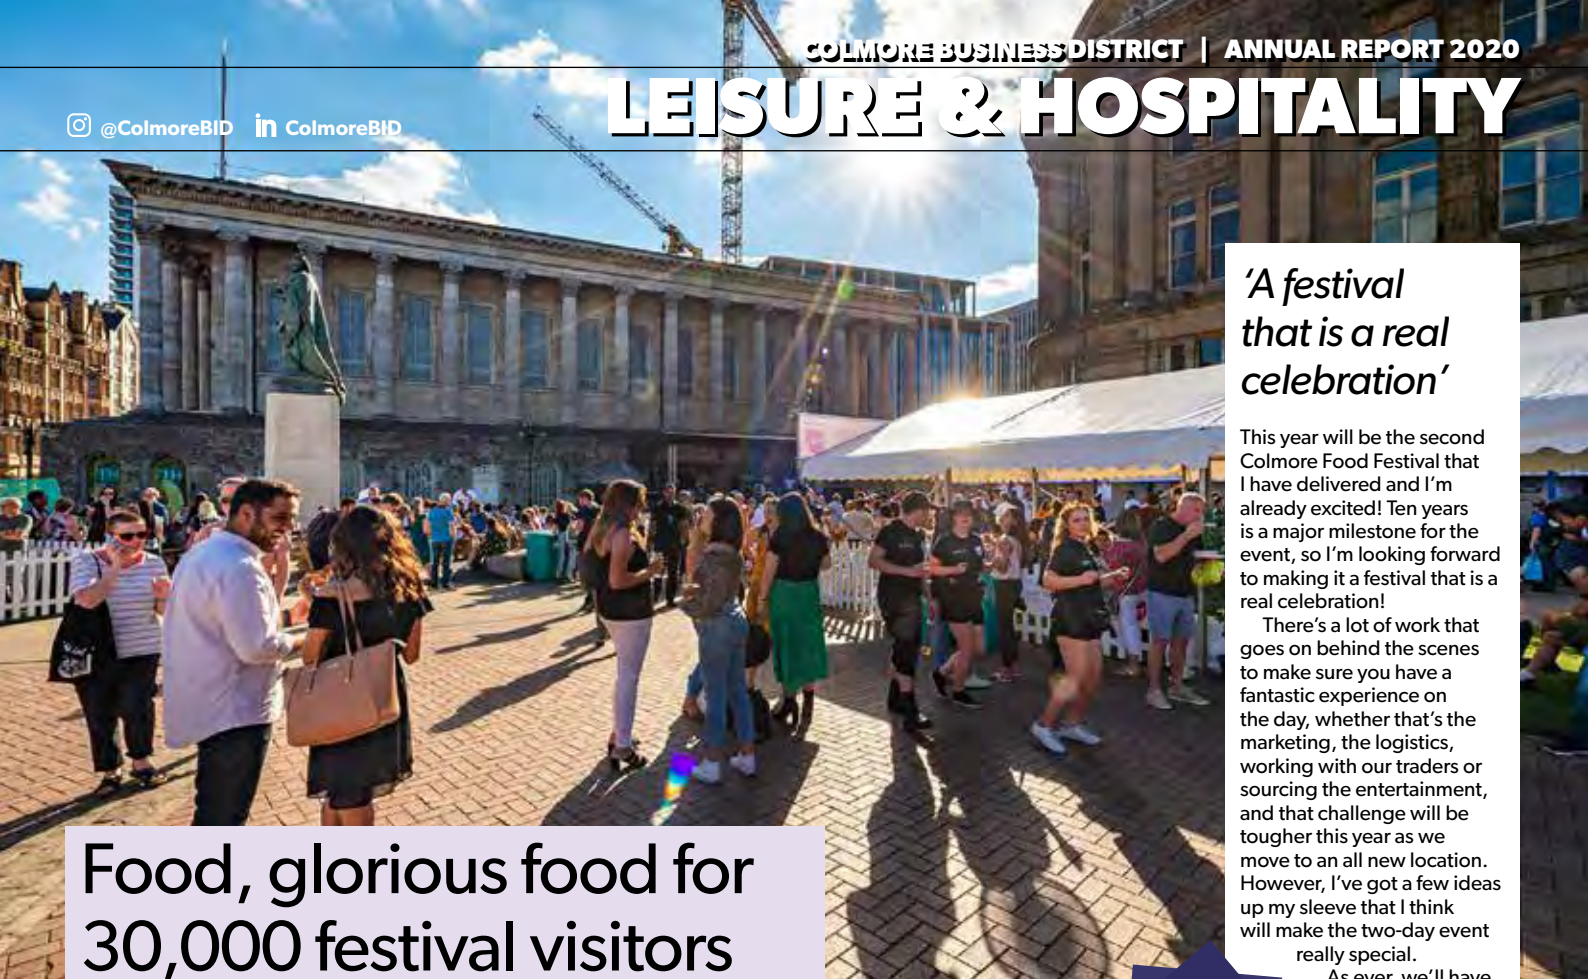 COLMORE BUSINESS DISTRICT | ANNUAL REPORT 2020
LEISURE & HOSPITALITY
@ColmoreBID ColmoreBID
‘A festival
that is a real
celebration’
This year will be the second
Colmore Food Festival that
I have delivered and I’m
already excited! Ten years
is a major milestone for the
event, so I’m looking forward
to making it a festival that is a
real celebration!
There’s a lot of work that
goes on behind the scenes
to make sure you have a
fantastic experience on
the day, whether that’s the
marketing, the logistics,
working with our traders or
sourcing the entertainment,
and that challenge will be
tougher this year as we
move to an all new location.
However, I’ve got a few ideas
up my sleeve that I think
will make the two-day event
really special.
As ever, we’ll have
Food, glorious food for
30,000 festival visitors